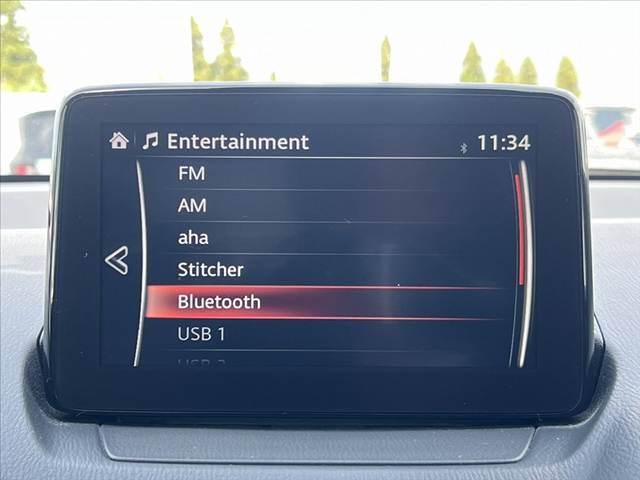 Entertainment 11:34
FM
AM
aha
Stitcher
Bluetooth
USB 1